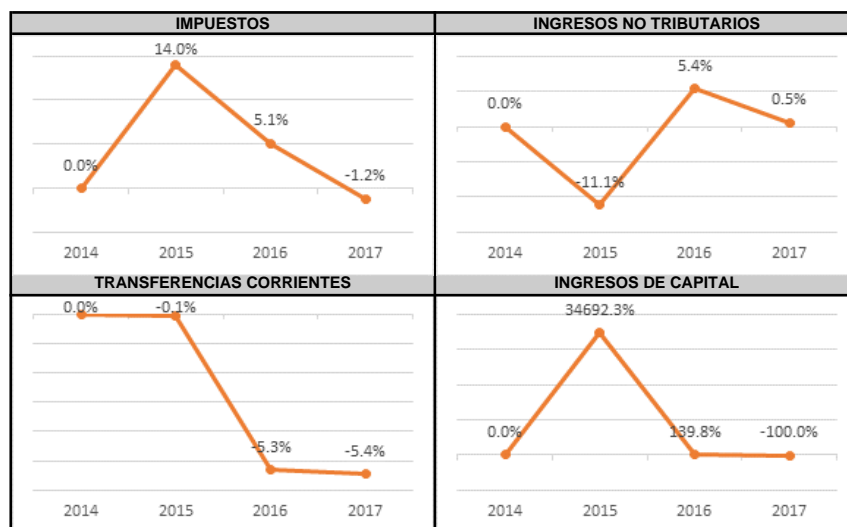 IMPUESTOS
14.0%
5.1%
0.0%
-1.2%
2014 2015 2016 2017
INGRESOS NO TRIBUTARIOS
5.4%
0.0%
0.5%
-11.1%
2014 2015 2016 2017
TRANSFERENCIAS CORRIENTES
0.0% -0.1%
-5.3% -5.4%
2014 2015 2016 2017
INGRESOS DE CAPITAL
34692.3%
0.0% 139.8% -100.0%
2014 2015 2016 2017